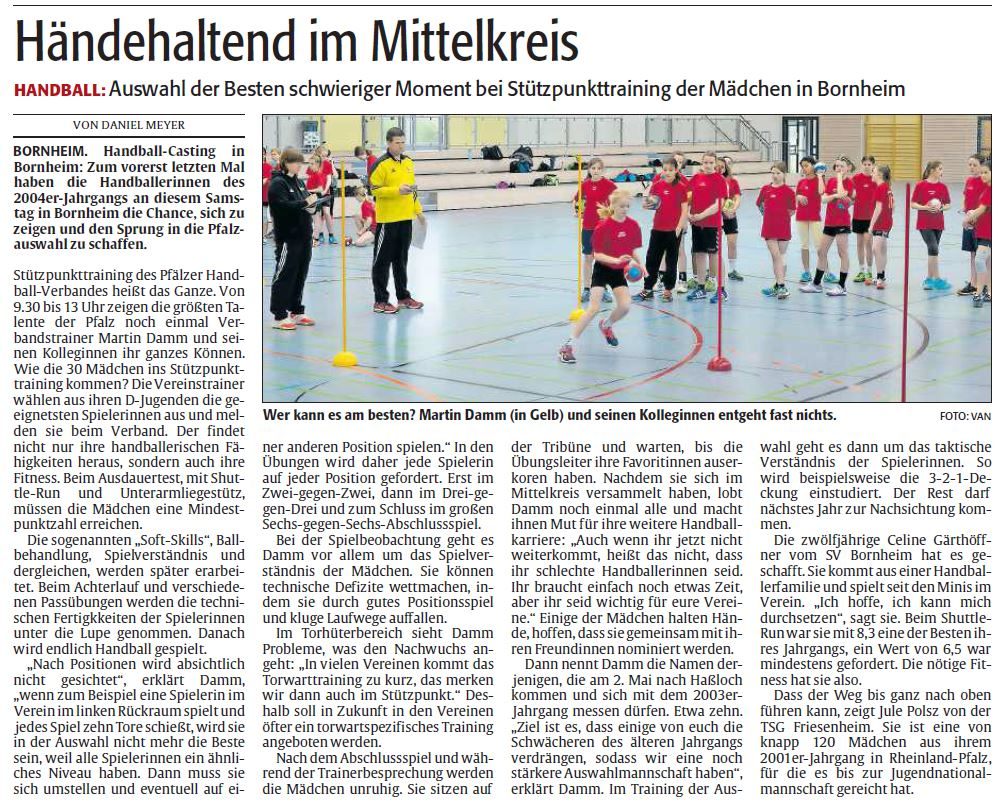 Händehaltend im Mittelkreis
HANDBALL: Auswahl der Besten schwieriger Moment bei Stützpunkttraining der Mädchen in Bornheim
VON DANIEL MEYER
BORNHEIM. Handball-Casting in
Bornheim: Zum vorerst letzten Mal
haben die Handballerinnen des
2004er-Jahrgangs an diesem Sams-
tag in Bornheim die Chance, sich zu
zeigen und den Sprung in die Pfalz-
auswahl zu schaffen.
Stützpunkttraining des Pfälzer Hand-
ball-Verbandes heißt das Ganze. Von
9.30 bis 13 Uhr zeigen die größten Ta-
lente der Pfalz noch einmal Ver-
bandstrainer Martin Damm und sei-
nen Kolleginnen ihr ganzes Können.
Wie die 30 Mädchen ins Stützpunkt-
training kommen? Die Vereinstrainer
wählen aus ihren D-Jugenden die ge-
eignetsten Spielerinnen aus und mel-
den sie beim Verband. Der findet
nicht nur ihre handballerischen Fä-
higkeiten heraus, sondern auch ihre
Fitness. Beim Ausdauertest, mit Shut-
tle-Run und Unterarmliegestütz,
müssen die Mädchen eine Mindest-
punktzahl erreichen.
Die sogenannten „Soft-Skills“, Ball-
behandlung, Spielverständnis und
dergleichen, werden später erarbei-
tet. Beim Achterlauf und verschiede-
nen Passübungen werden die techni-
schen Fertigkgkeiten der Spielerinnen
unter die Lupe genommen. Danach
wird endlich Handball gespielt.
„Nach Positionen wird absichtlich
nicht gesichtet“, erklärt Damm,
„wenn zum Beispiel eine Spielerin im
Verein im linken Rückraum spielt und
jedes Spiel zehn Tore schießt, wird sie
in der Auswahl nicht mehr die Beste
sein, weil alle Spielerinnen ein ähnli-
ches Niveau haben. Dann muss sie
sich umstellen und eventuell auf ei-
Wer kann es am besten? Martin Damm (in Gelb) und seinen Kolleginnen entgeht fast nichts.
FOTO: VAN
ner anderen Position spielen.“ In den
Übungen wird daher jede Spielerin
auf jeder Position gefordert. Erst im
Zwei-gegen-Zwei, dann im Drei-ge-
gen-Drei und zum Schluss im großen
Sechs-gegen-Sechs-Abschlussspiel.
Bei der Spielbeobachtung geht es
Damm vor allem um das Spielver-
ständnis der Mädchen. Sie können
technische Defizite wettmachen, in-
dem sie durch gutes Positionsspiel
und kluge Laufwege auffallen.
Im Torhüterbereich sieht Damm
Probleme, was den Nachwuchs an-
geht: „In vielen Vereinen kommt das
Torwarttraining zu kurz, das merken
wir dann auch im Stützpunkt.“ Des-
halb soll in Zukunft in den Vereinen
öfter ein torwartspezifisches Training
angeboten werden.
Nach dem Abschlussspiel und wäh-
rend der Trainerbesprechung werden
die Mädchen unruhig. Sie sitzen auf
der Tribüne und warten, bis die
Übungsleiter ihre Favoritinnen auser-
koren haben. Nachdem sie sich im
Mittelkreis versammelt haben, lobt
Damm noch einmal alle und macht
ihnen Mut für ihre weitere Handball-
karriere: „Auch wenn ihr jetzt nicht
weiterkommt, heißt das nicht, dass
ihr schlechte Handballerinnen seid.
Ihr braucht einfach noch etwas Zeit,
aber ihr seid wichtig für eure Verei-
ne.“ Einige der Mädchen halten Hän-
de, hoffen, dass sie gemeinsam mit ih-
ren Freundinnen nominiert werden.
Dann nennt Damm die Namen der-
jenigen, die am 2. Mai nach Haßloch
kommen und sich mit dem 2003er-
Jahrgang messen dürfen. Etwa zehn.
„Ziel ist es, dass einige von euch die
Schwächeren des älteren Jahrgangs
verdrängen, sodass wir eine noch
stärkere Auswahlmannschaft haben“,
erklärt Damm. Im Training der Aus-
wahl geht es dann um das taktische
Verständnis der Spielerinnen. So
wird beispielsweise die 3-2-1-De-
ckung einstudiert. Der Rest darf
nächstes Jahr zur Nachsichtung kom-
men.
Die zwölfjährige Celine Gärthöff-
ner vom SV Bornheim hat es ge-
schafft. Sie kommt aus einer Handbal-
lerfamilie und spielt seit den Minis im
Verein. „Ich hoffe, ich kann mich
durchsetzen“, sagt sie. Beim Shuttle-
Run war sie mit 8,3 eine der Besten ih-
res Jahrgangs, ein Wert von 6,5 war
mindestens gefordert. Die nötige Fit-
ness hat sie also.
Dass der Weg bis ganz nach oben
führen kann, zeigt Jule Polsz von der
TSG Friesenheim. Sie ist eine von
knapp 120 Mädchen aus ihrem
2001er-Jahrgang in Rheinland-Pfalz,
für die es bis zur Jugendnational-
mannschaft gereicht hat.